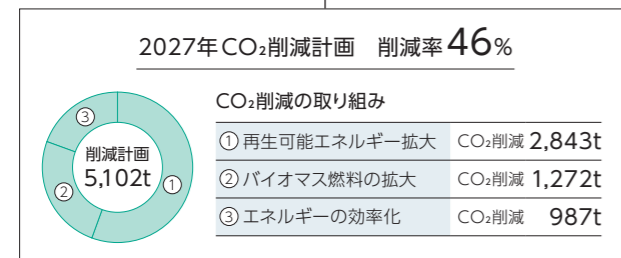 2027年CO₂削減計画 削減率46%
CO₂削減の取り組み
①再生可能エネルギー拡大 CO₂削減 2,843t
②バイオマス燃料の拡大 CO₂削減 1,272t
③エネルギーの効率化 CO₂削減 987t
削減計画
5,102t
①
②
③